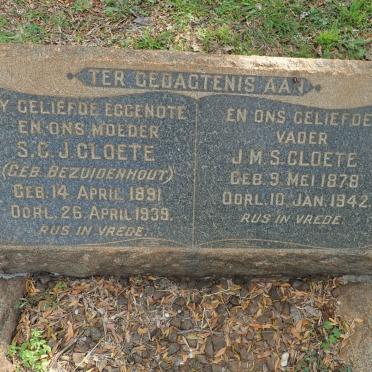 TER GEDACTENIS AAN
Y GELIEFDE EGGENOTE
EN ONS MOEDER
S.C.J. CLOETE
(GEB. BEZUIDENHOUT)
GEB. 14 APRIL 1891
OORL. 26 APRIL 1939.
RUS IN VREDE.
EN ONS GELIEFDE
VADER
J.M.S. CLOETE
GEB. 9 MEI 1878
OORL. 10 JAN. 1942.
RUS IN VREDE.